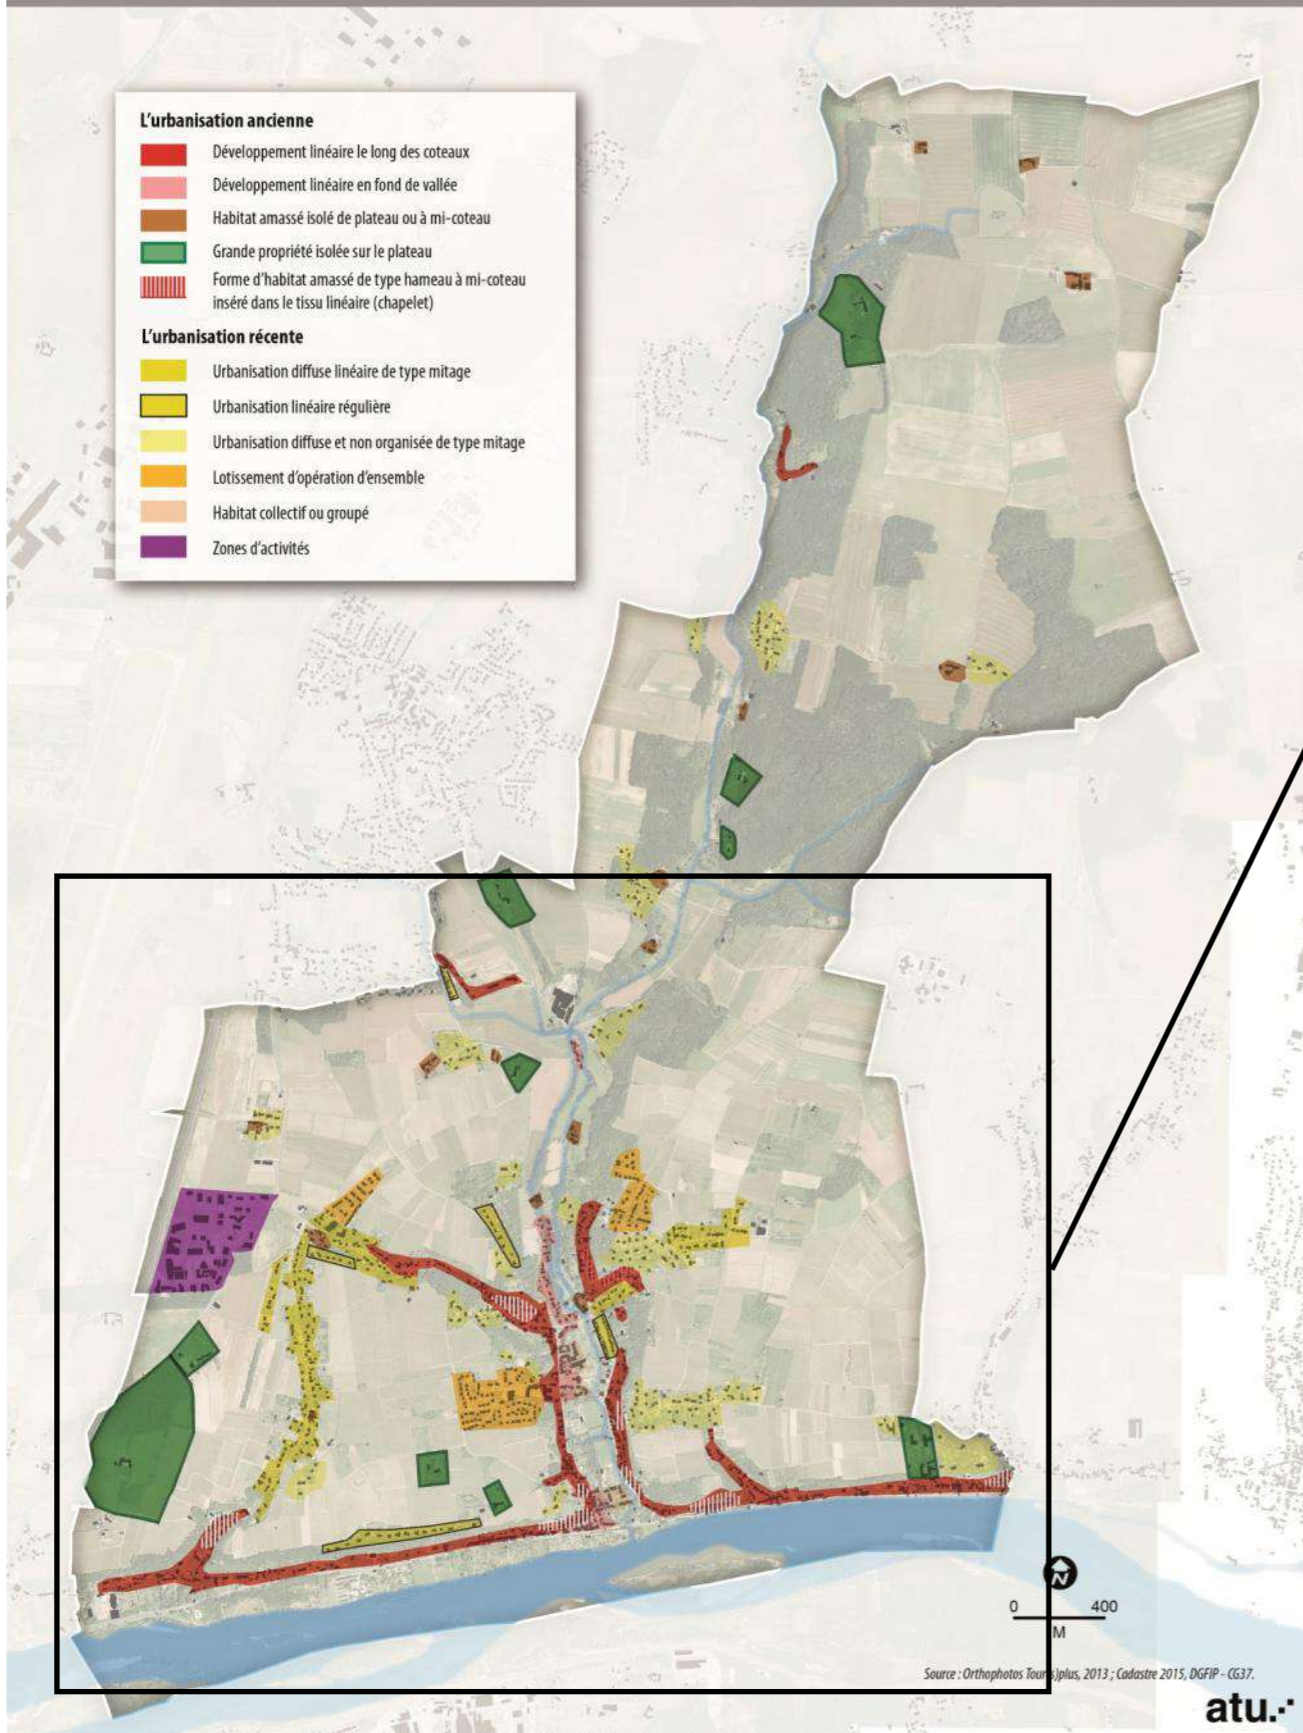 L'urbanisation ancienne
Développement linéaire le long des coteaux
Développement linéaire en fond de vallée
Habitat amassé isolé de plateau ou à mi-coteau
Grande propriété isolée sur le plateau
Forme d'habitat amassé de type hameau à mi-coteau
inséré dans le tissu linéaire (chapelet)
L'urbanisation récente
Urbanisation diffuse linéaire de type mitage
Urbanisation linéaire régulière
Urbanisation diffuse et non organisée de type mitage
Lotissement d'opération d'ensemble
Habitat collectif ou groupé
Zones d'activités
N
0 400
M
Source : Orthophotos Tour(s)plus, 2013 ; Cadastre 2015, DGFIP - CG37.
atu.